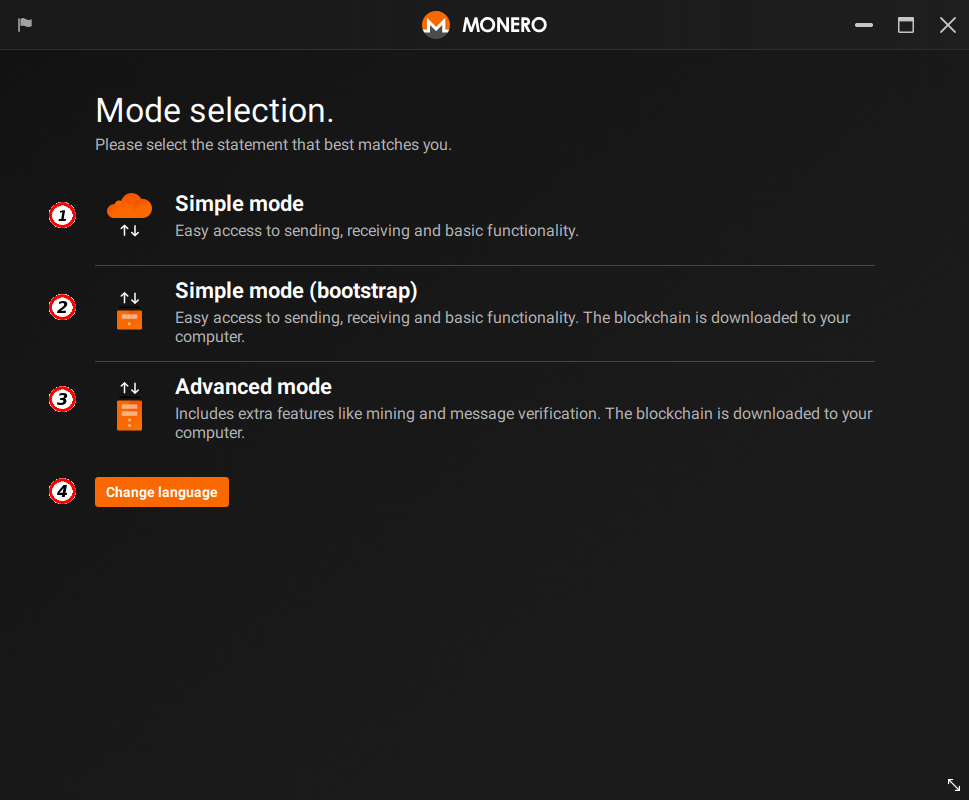 MONERO
Mode selection.
Please select the statement that best matches you.
1
Simple mode
Easy access to sending, receiving and basic functionality.
2
Simple mode (bootstrap)
Easy access to sending, receiving and basic functionality. The blockchain is downloaded to your
computer.
3
Advanced mode
Includes extra features like mining and message verification. The blockchain is downloaded to your
computer.
4
Change language